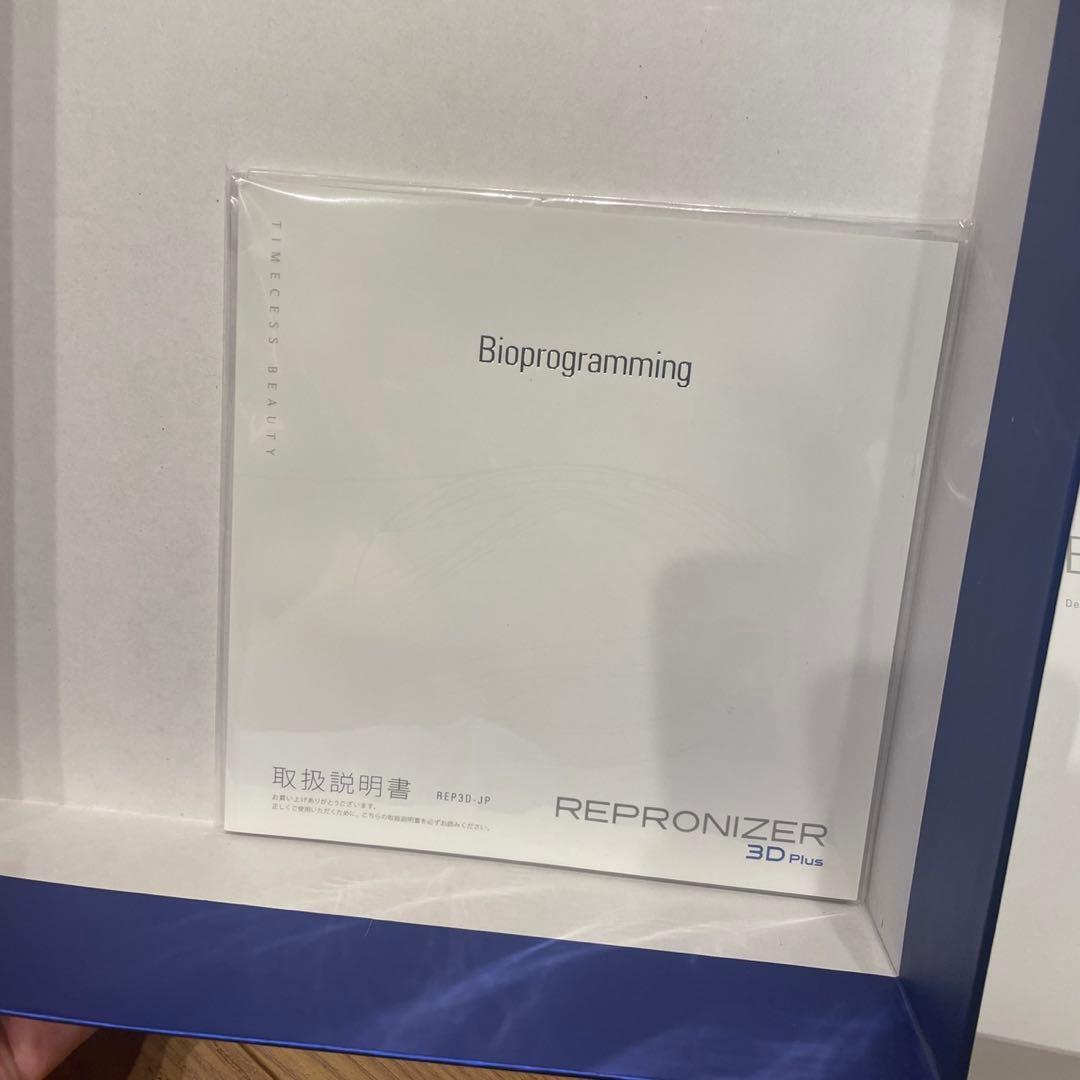 TIMECESS BEAUTY
Bioprogramming
取扱説明書 REP3D-JP
お買い上げありがとうございます。
正しくご使用いただくために、こちらの取扱説明書を必ずお読みください。
REPRONIZER
3D Plus
De